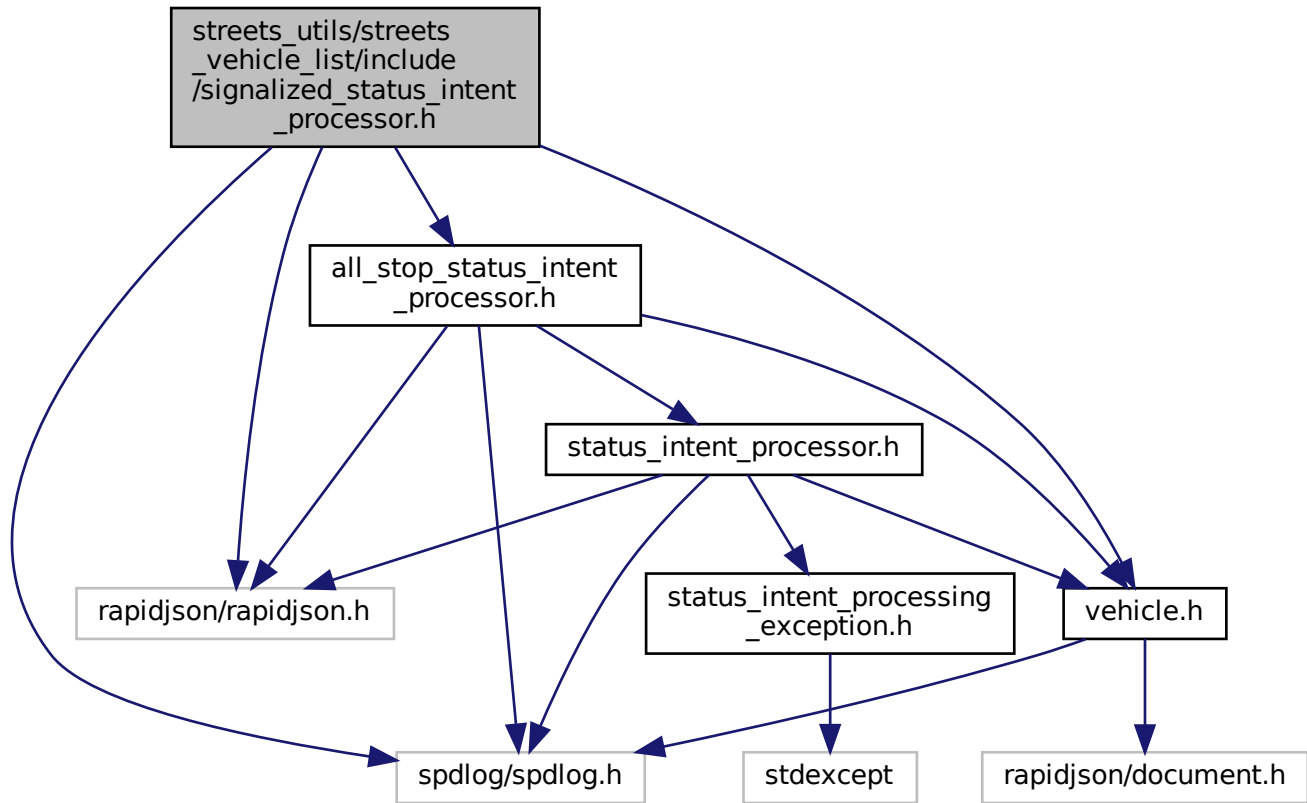 streets_utils/streets
_vehicle_list/include
/signalized_status_intent
_processor.h
all_stop_status_intent
_processor.h
status_intent_processor.h
rapidjson/rapidjson.h
status_intent_processing
_exception.h
vehicle.h
spdlog/spdlog.h
stdexcept
rapidjson/document.h